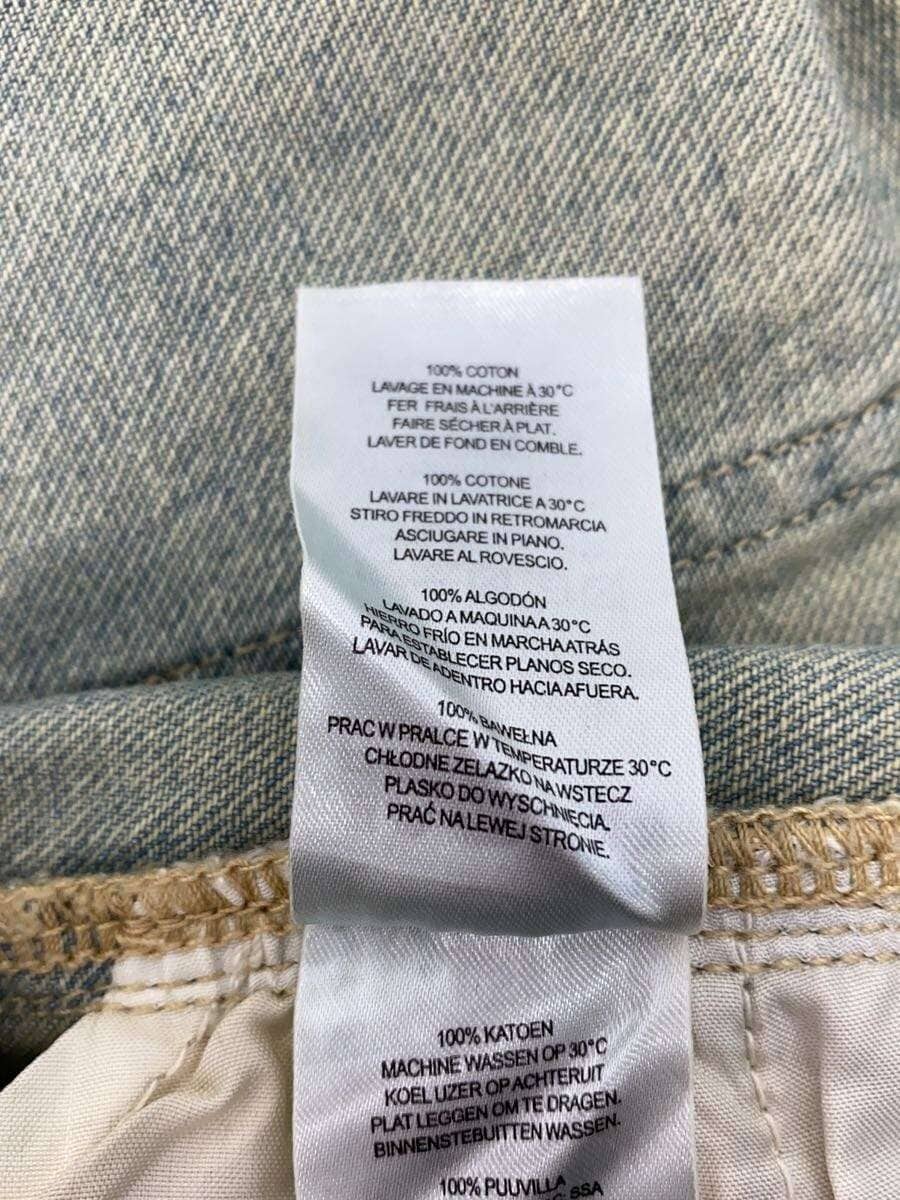 100% COTON
LAVAGE EN MACHINE À 30°C
FER FRAIS À L'ARRIÈRE
FAIRE SÉCHER À PLAT.
LAVER DE FOND EN COMBLE.
100% COTONE
LAVARE IN LAVATRICE A 30°C
STIRO FREDDO IN RETROMARCIA
ASCIUGARE IN PIANO.
LAVARE AL ROVESCIO.
100% ALGODÓN
LAVADO A MAQUINA A 30°C
HIERRO FRÍO EN MARCHA ATRÁS
PARA ESTABLECER PLANOS SECO.
LAVAR DE ADENTRO HACIA AFUERA.
100% BAWEŁNA
PRAC W PRALCE W TEMPERATURZE 30°C
CHŁODNE ZELAZKO NA WSTECZ
PLASKO DO WYSCHNIĘCIA.
PRAĆ NA LEWEJ STRONIE.
100% KATOEN
MACHINE WASSEN OP 30°C
KOEL IJZER OP ACHTERUIT
PLAT LEGGEN OM TE DRAGEN.
BINNENSTEBUITTEN WASSEN.
100% PUUVILLA